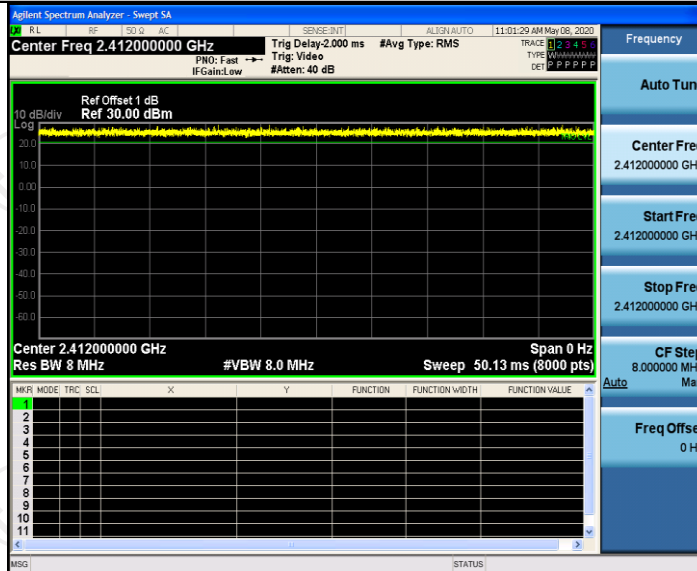 Agilent Spectrum Analyzer - Swept SA
RL RF 50 Ω AC SENSE:INT ALIGN AUTO 11:01:29 AM May 08, 2020
Center Freq 2.412000000 GHz
PNO: Fast
IFGain:Low
Trig Delay-2.000 ms #Avg Type: RMS
Trig: Video
#Atten: 40 dB
TRACE 1 2 3 4 5 6
TYPE
DET P P P P P P
Ref Offset 1 dB
10 dB/div Ref 30.00 dBm
Log
20.0
10.0
0.00
-10.0
-20.0
-30.0
-40.0
-50.0
-60.0
Center 2.412000000 GHz Span 0 Hz
Res BW 8 MHz #VBW 8.0 MHz Sweep 50.13 ms (8000 pts)
MKR MODE TRC SCL X Y FUNCTION FUNCTION WIDTH FUNCTION VALUE
1
2
3
4
5
6
7
8
9
10
11
MSG STATUS
Frequency
Auto Tun
Center Fre
2.412000000 GH
Start Fre
2.412000000 GH
Stop Fre
2.412000000 GH
CF Step
8.000000 MH
Auto Ma
Freq Offse
0 H